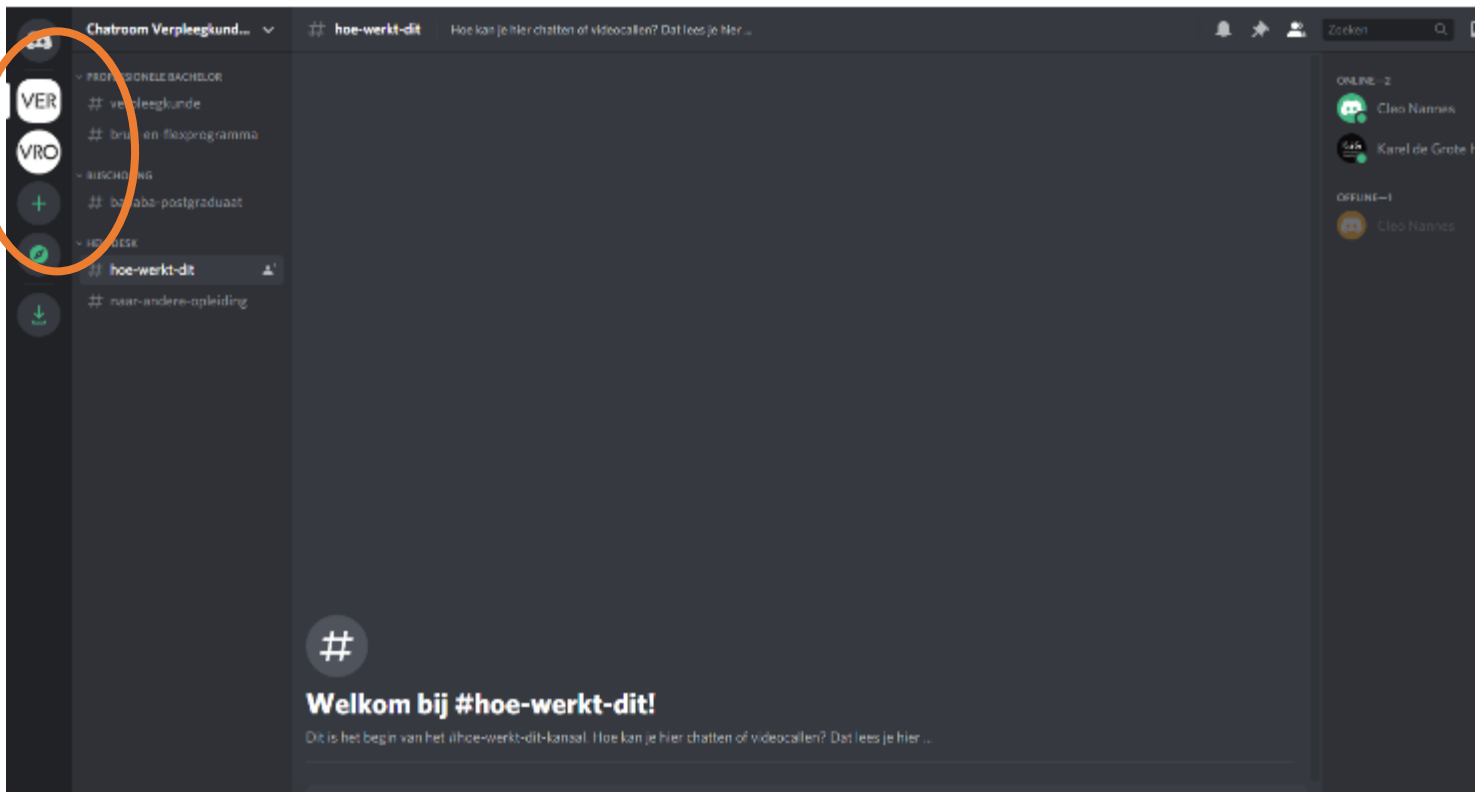 Chatroom Verpleegkund...
# hoe-werkt-dit
Hoe kan je hier chatten of videocallen? Dat lees je hier ...
Zoeken
VER
VRO
PROFESSIONELE BACHELOR
# verpleegkunde
# brug-en-flexprogramma
BIJSCHOLING
# banaba-postgraduaat
HELPDESK
# hoe-werkt-dit
# naar-andere-opleiding
ONLINE—2
Cleo Nannes
Karel de Grote H
OFFLINE—1
Cleo Nannes
#
Welkom bij #hoe-werkt-dit!
Dit is het begin van het #hoe-werkt-dit-kanaal. Hoe kan je hier chatten of videocallen? Dat lees je hier ...